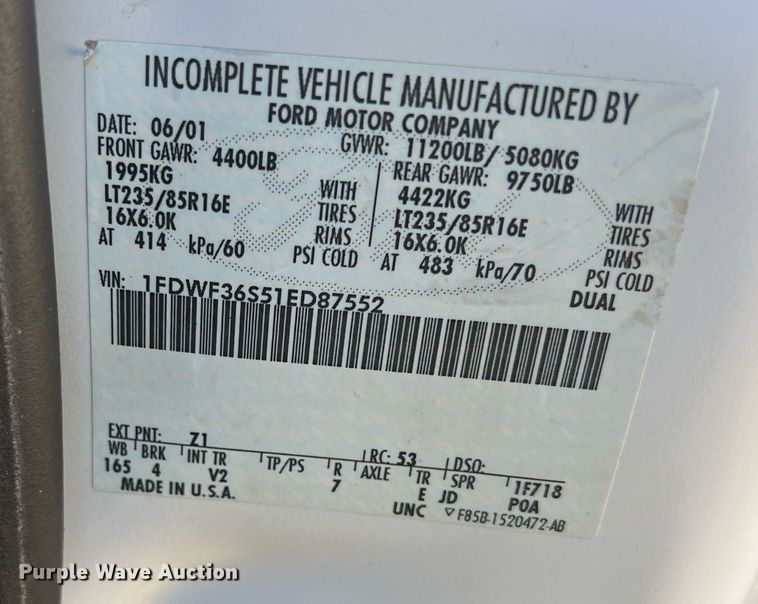 INCOMPLETE VEHICLE MANUFACTURED BY
FORD MOTOR COMPANY
DATE: 06/01 GVWR: 11200LB/ 5080KG
FRONT GAWR: 4400LB REAR GAWR: 9750LB
1995KG WITH 4422KG WITH
LT235/85R16E TIRES LT235/85R16E TIRES
16X6.0K RIMS 16X6.0K RIMS
AT 414 kPa/60 PSI COLD AT 483 kPa/70 PSI COLD
DUAL
VIN: 1FDWF36S51ED87552
EXT PNT: Z1 RC: 53 DSO:
WB BRK INT TR TP/PS R AXLE TR SPR 1F718
165 4 V2 7 E JD POA
MADE IN U.S.A. UNC F85B-1520472-AB
Purple Wave Auction